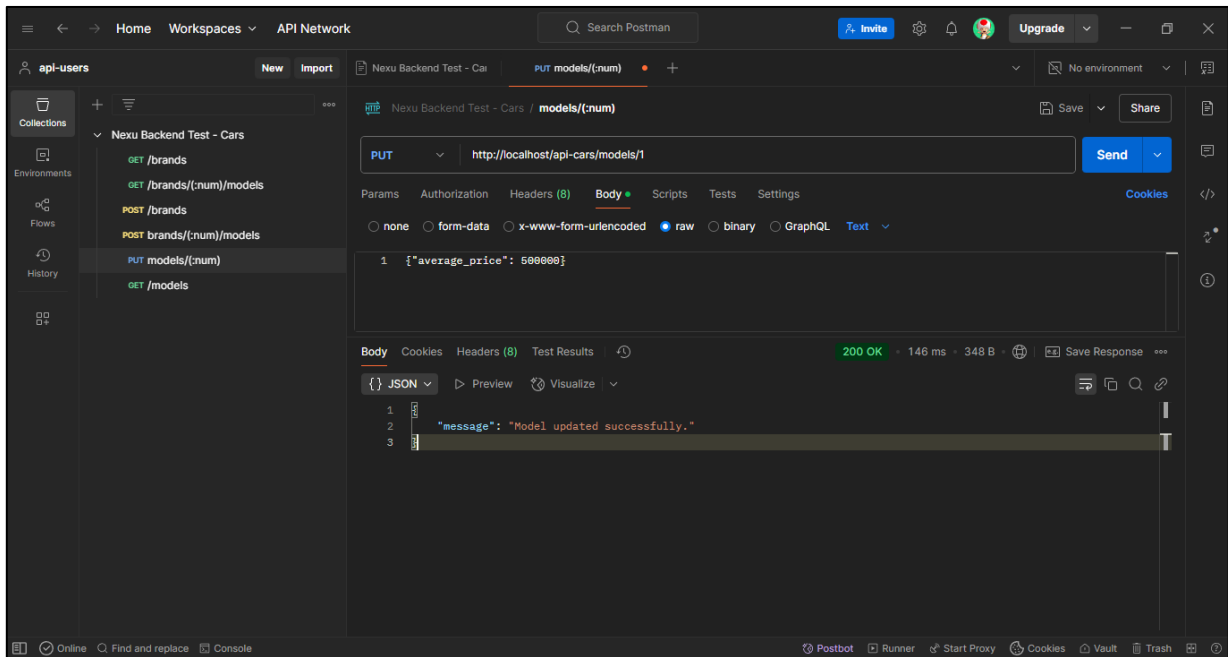 Home Workspaces API Network Search Postman Invite Upgrade
api-users New Import Nexu Backend Test - Car PUT models/(:num) No environment
Collections
Environments
Flows
History
Nexu Backend Test - Cars
GET /brands
GET /brands/(:num)/models
POST /brands
POST brands/(:num)/models
PUT models/(:num)
GET /models
HTTP Nexu Backend Test - Cars / models/(:num) Save Share
PUT http://localhost/api-cars/models/1 Send
Params Authorization Headers (8) Body Scripts Tests Settings Cookies
none form-data x-www-form-urlencoded raw binary GraphQL Text
1 {"average_price": 500000}
Body Cookies Headers (8) Test Results 200 OK 146 ms 348 B e.g. Save Response
{} JSON Preview Visualize
1 {
2 "message": "Model updated successfully."
3 }
Online Find and replace Console Postbot Runner Start Proxy Cookies Vault Trash